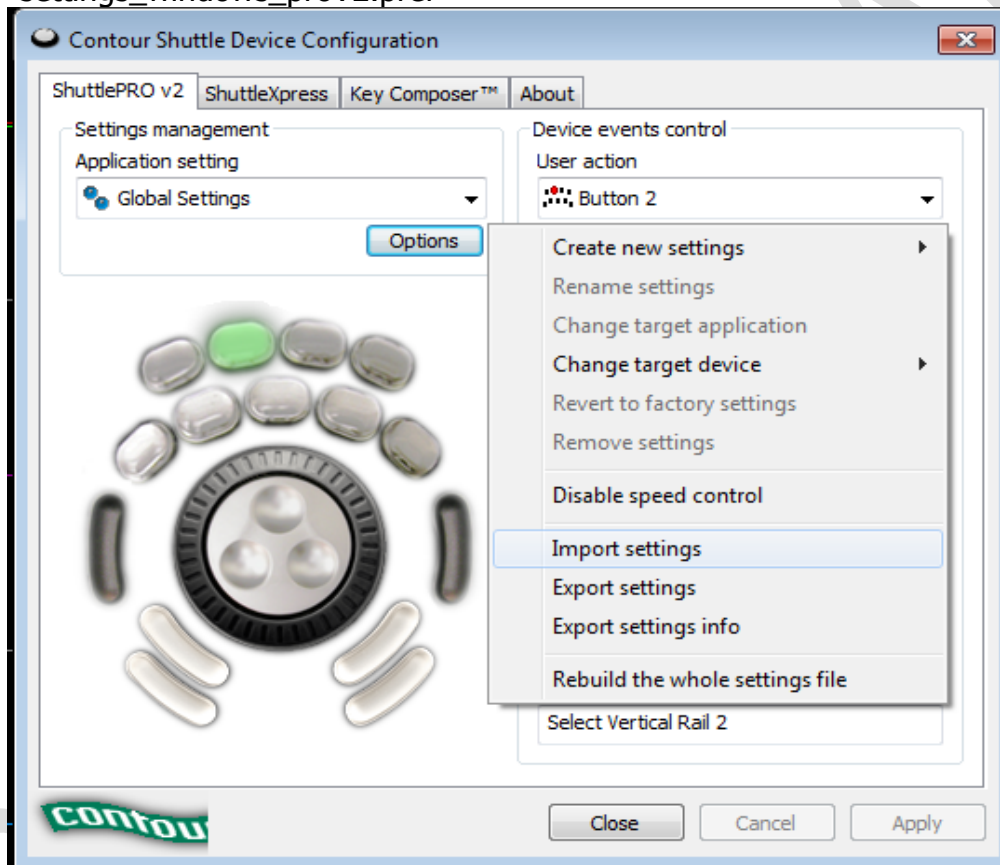 Contour Shuttle Device Configuration
ShuttlePRO v2 ShuttleXpress Key Composer™ About
Settings management
Application setting
Global Settings
Options
Device events control
User action
Button 2
Create new settings
Rename settings
Change target application
Change target device
Revert to factory settings
Remove settings
Disable speed control
Import settings
Export settings
Export settings info
Rebuild the whole settings file
Select Vertical Rail 2
contou
Close Cancel Apply